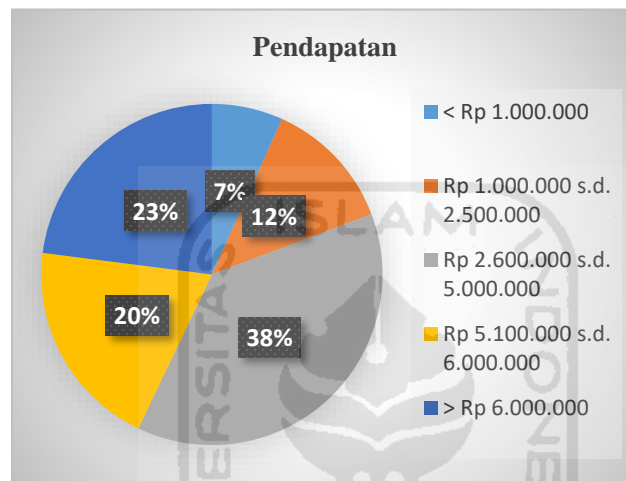 Pendapatan
< Rp 1.000.000
Rp 1.000.000 s.d.
2.500.000
Rp 2.600.000 s.d.
5.000.000
Rp 5.100.000 s.d.
6.000.000
> Rp 6.000.000
7%
12%
23%
20%
38%
ISLAM